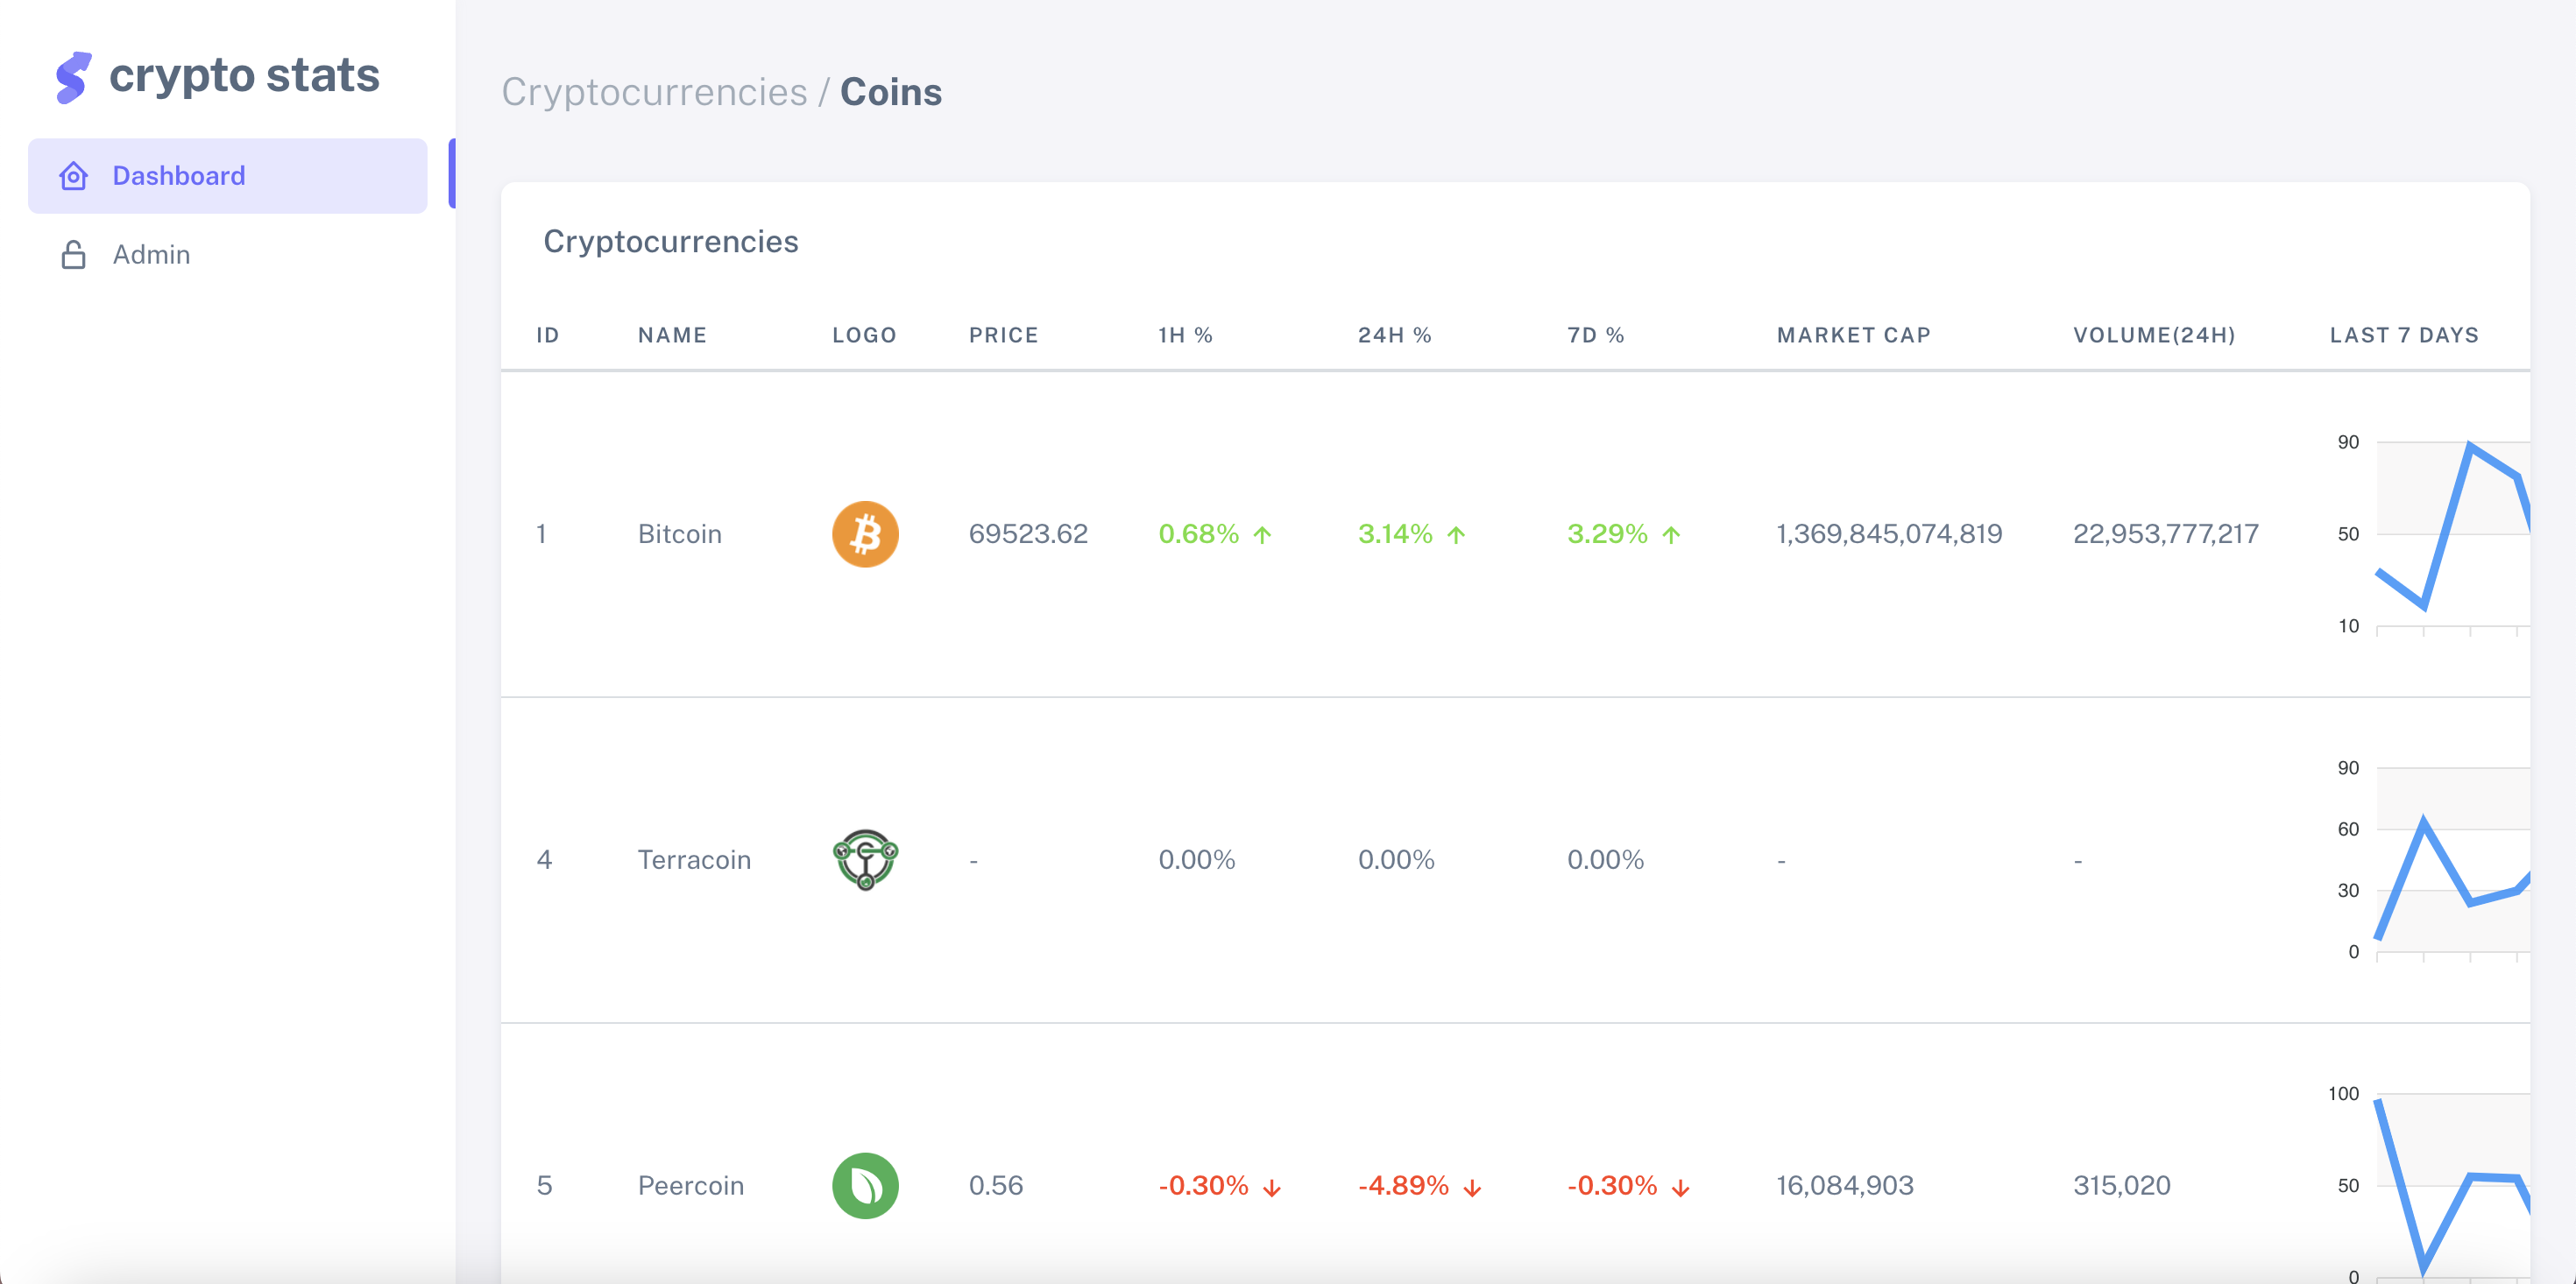 crypto stats
Dashboard
Admin
Cryptocurrencies / Coins
Cryptocurrencies
ID NAME LOGO PRICE 1H % 24H % 7D % MARKET CAP VOLUME(24H) LAST 7 DAYS
1 Bitcoin 69523.62 0.68% ↑ 3.14% ↑ 3.29% ↑ 1,369,845,074,819 22,953,777,217
90
50
10
4 Terracoin - 0.00% 0.00% 0.00% - -
90
60
30
0
5 Peercoin 0.56 -0.30% ↓ -4.89% ↓ -0.30% ↓ 16,084,903 315,020
100
50
0